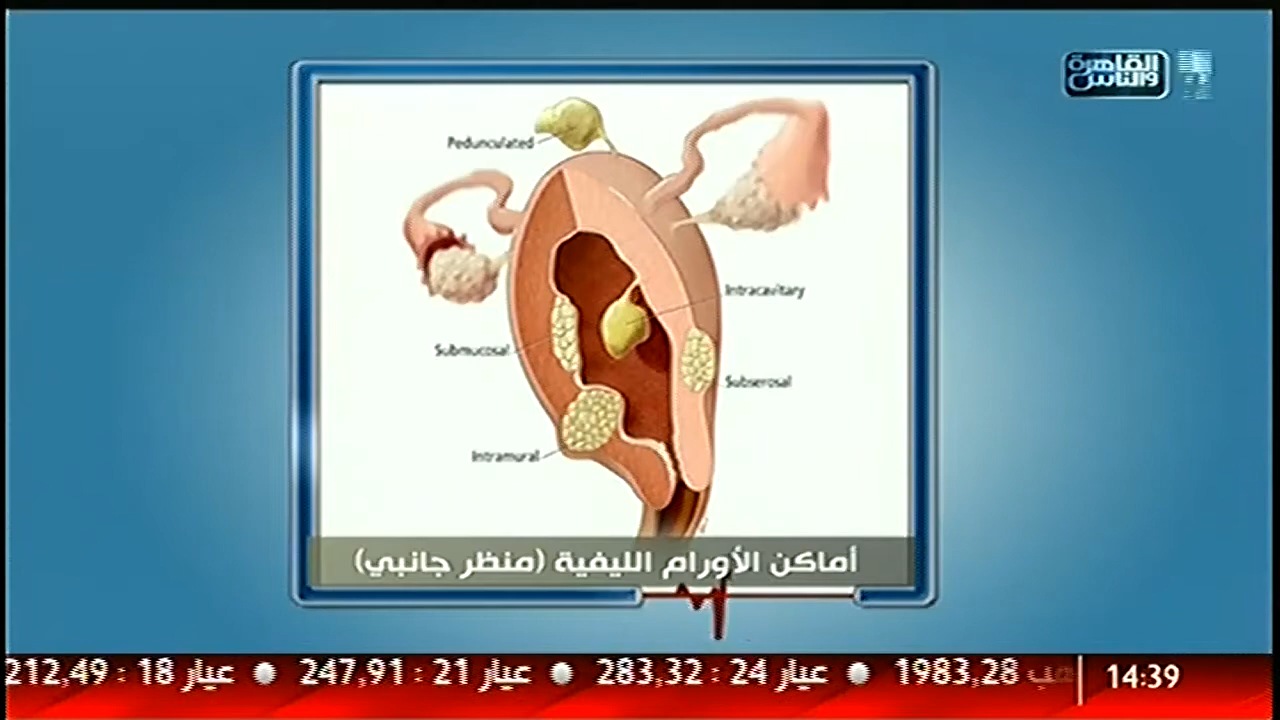 القاهرة
والناس
Pedunculated
Intracavitary
Submucosal
Subserosal
Intramural
أماكن الأورام الليفية (منظر جانبي)
14:39 هب 1983,28 ● عيار 24 : 283,32 ● عيار 21 : 247,91 ● عيار 18 : 212,49